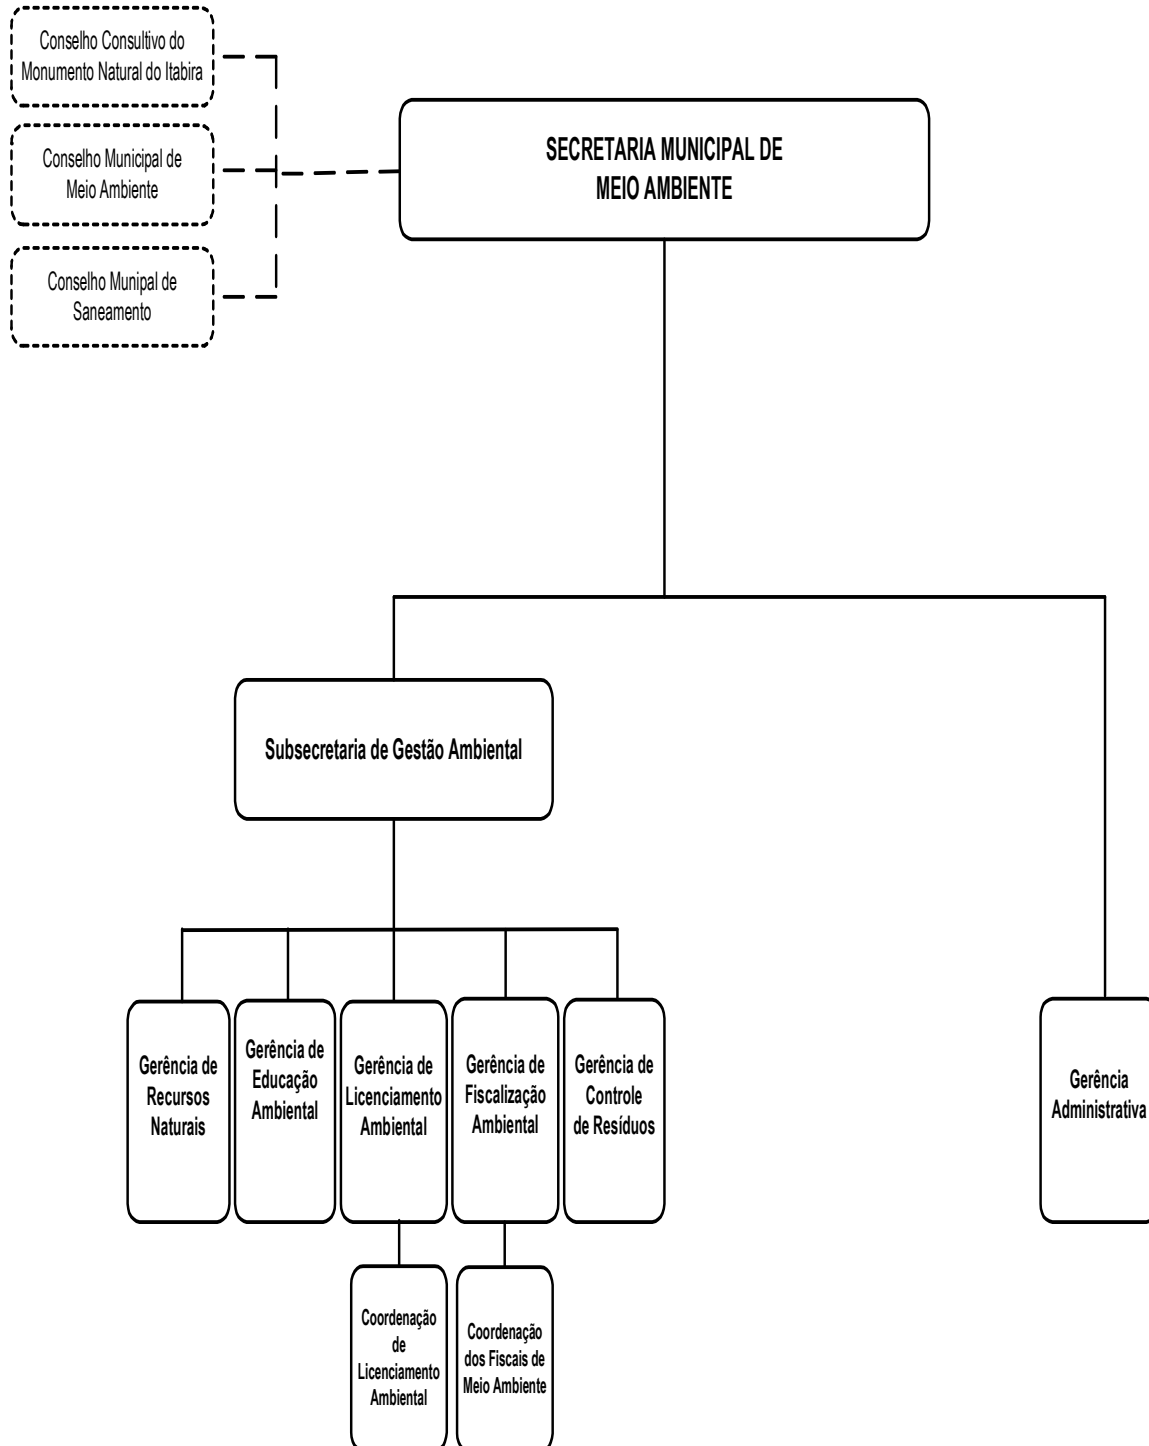 Conselho Consultivo do
Monumento Natural do Itabira
Conselho Municipal de
Meio Ambiente
Conselho Munipal de
Saneamento
SECRETARIA MUNICIPAL DE
MEIO AMBIENTE
Subsecretaria de Gestão Ambiental
Gerência de
Recursos
Naturais
Gerência de
Educação
Ambiental
Gerência de
Licenciamento
Ambiental
Gerência de
Fiscalização
Ambiental
Gerência de
Controle
de Resíduos
Gerência
Administrativa
Coordenação
de
Licenciamento
Ambiental
Coordenação
dos Fiscais de
Meio Ambiente